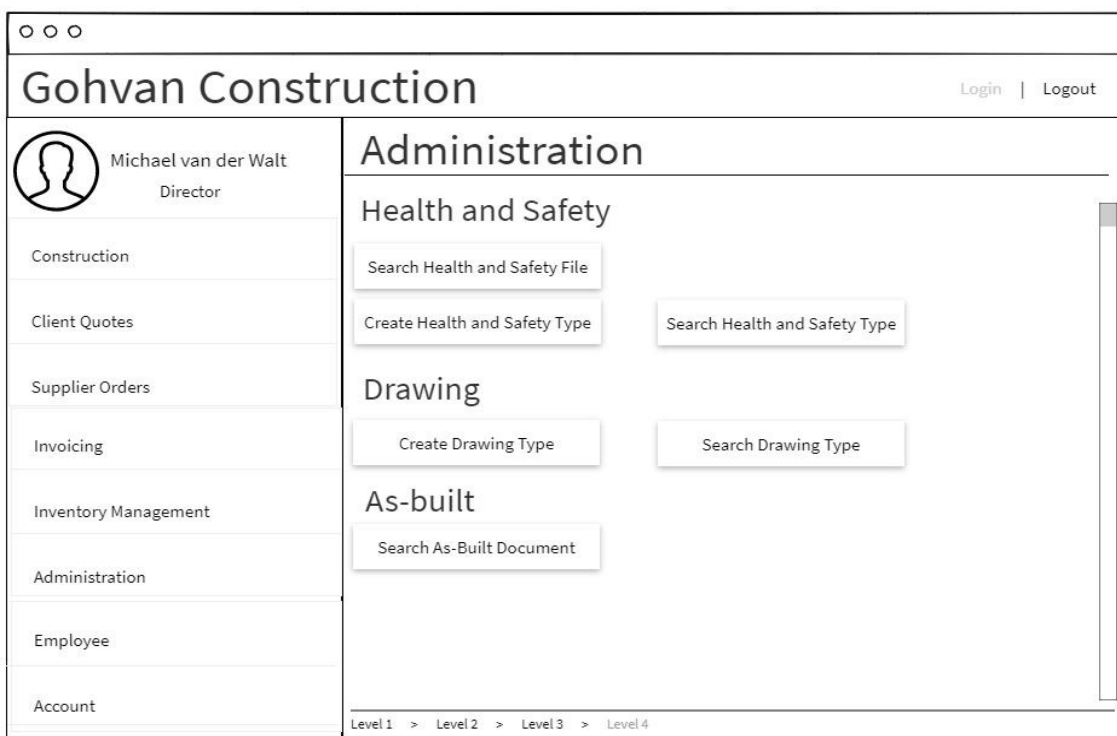 Gohvan Construction
Login | Logout
Michael van der Walt
Director
Construction
Client Quotes
Supplier Orders
Invoicing
Inventory Management
Administration
Employee
Account
Administration
Health and Safety
Search Health and Safety File
Create Health and Safety Type
Search Health and Safety Type
Drawing
Create Drawing Type
Search Drawing Type
As-built
Search As-Built Document
Level 1 > Level 2 > Level 3 > Level 4